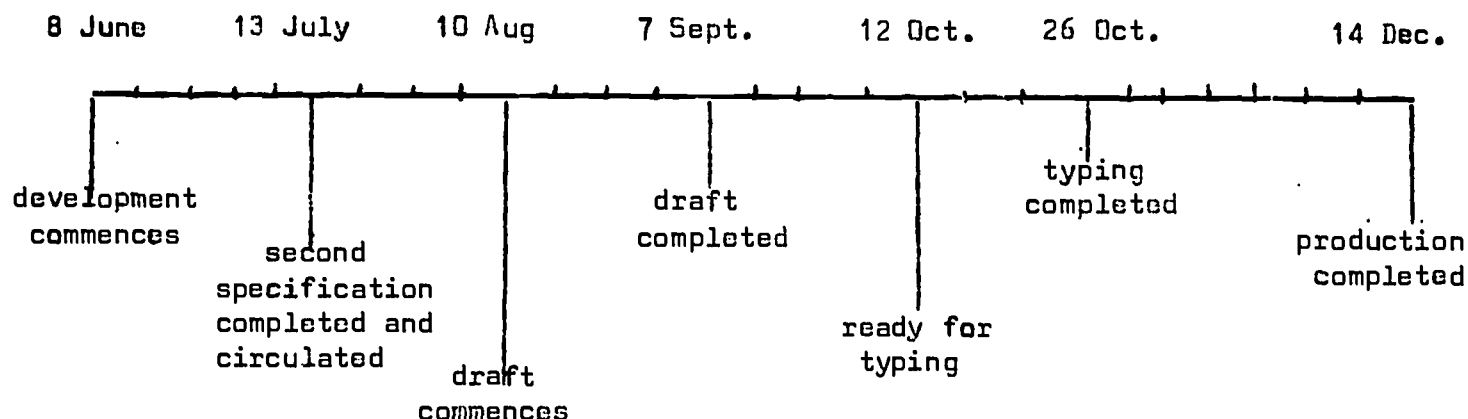 8 June 13 July 10 Aug 7 Sept. 12 Oct. 26 Oct. 14 Dec.
development
commences
second
specification
completed and
circulated
draft
commences
draft
completed
ready for
typing
typing
completed
production
completed